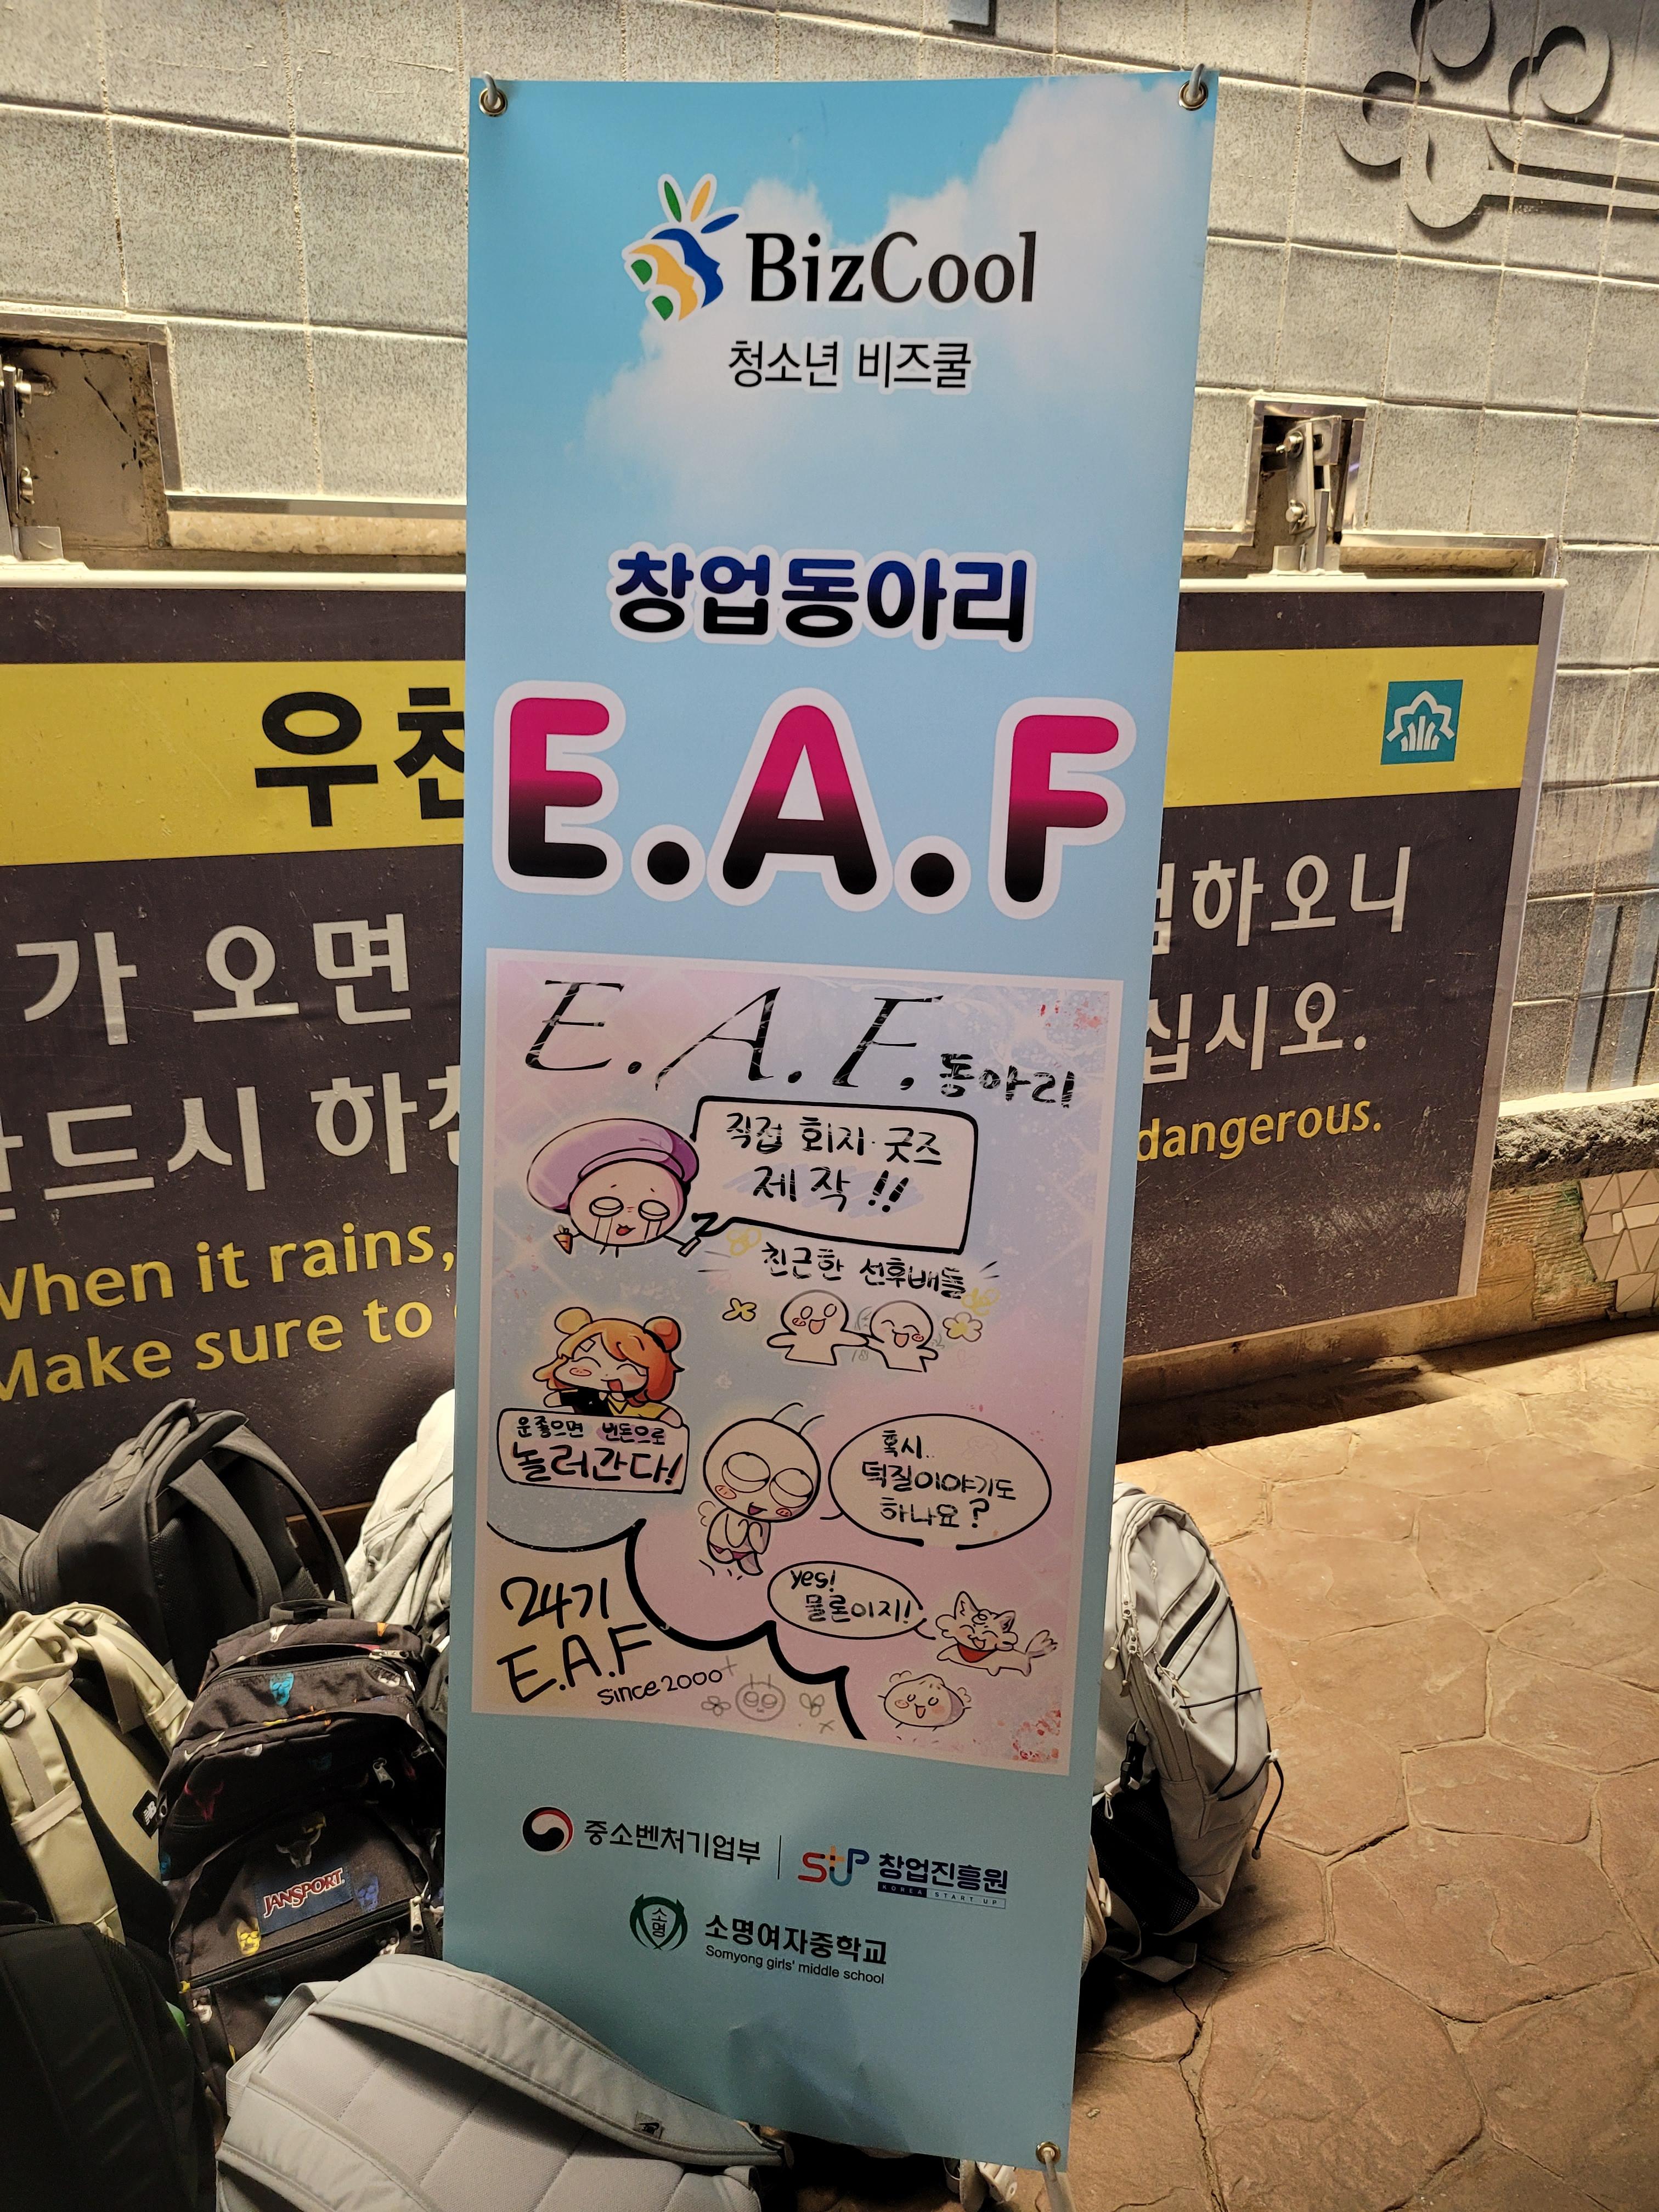 BizCool
청소년 비즈쿨
창업동아리
E.A.F
E.A.F. 동아리
직접 회지·굿즈
제작!!
친근한 선후배들
운좋으면 번돈으로
놀러간다!
혹시..
덕질이야기도
하나요?
yes!
물론이지!
24기
E.A.F
since 2000
중소벤처기업부
창업진흥원
KOREA START UP
소명
소명여자중학교
Somyong girls' middle school
우천
가 오면
험하오니
반드시 하천
십시오.
When it rains,
dangerous.
Make sure to
JANSPORT